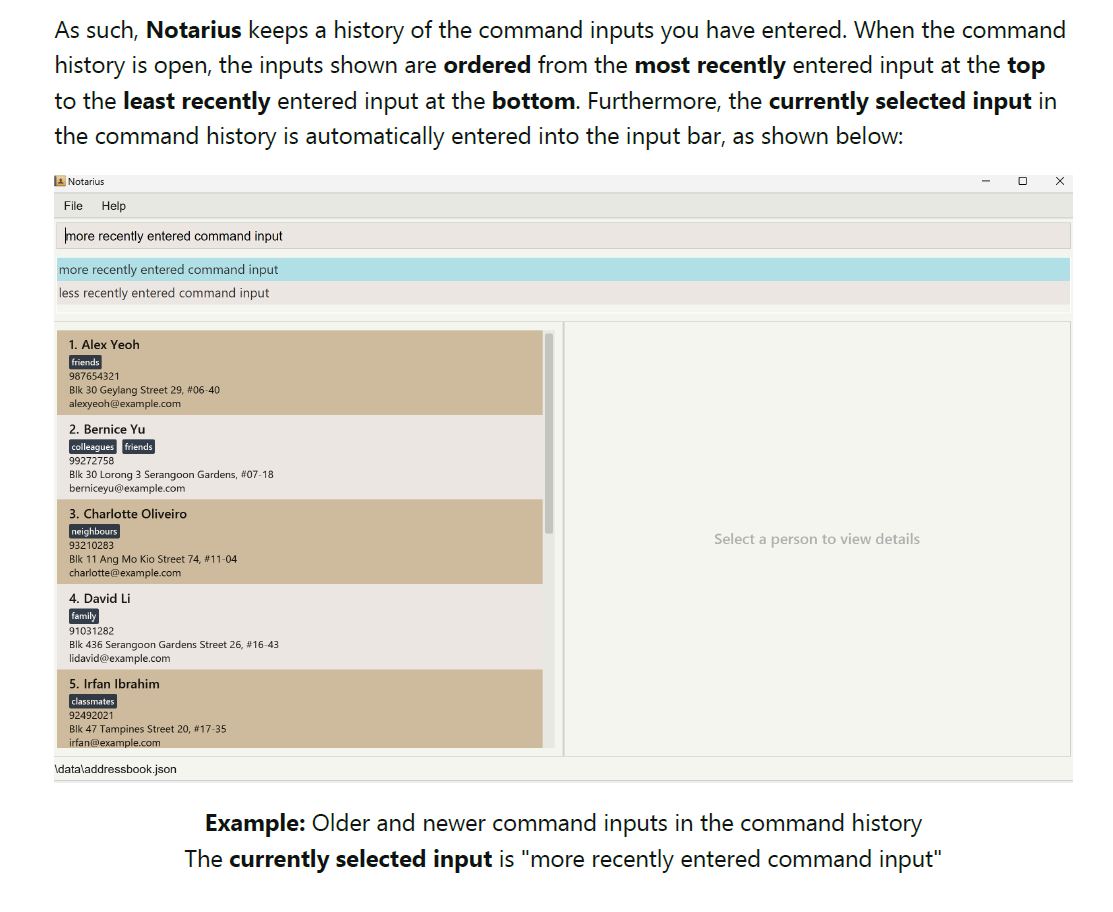 As such, Notarius keeps a history of the command inputs you have entered. When the command
history is open, the inputs shown are ordered from the most recently entered input at the top
to the least recently entered input at the bottom. Furthermore, the currently selected input in
the command history is automatically entered into the input bar, as shown below:
Notarius
File Help
more recently entered command input
more recently entered command input
less recently entered command input
1. Alex Yeoh
friends
987654321
Blk 30 Geylang Street 29, #06-40
alexyeoh@example.com
2. Bernice Yu
colleagues friends
99272758
Blk 30 Lorong 3 Serangoon Gardens, #07-18
berniceyu@example.com
3. Charlotte Oliveiro
neighbours
93210283
Blk 11 Ang Mo Kio Street 74, #11-04
charlotte@example.com
4. David Li
family
91031282
Blk 436 Serangoon Gardens Street 26, #16-43
lidavid@example.com
5. Irfan Ibrahim
classmates
92492021
Blk 47 Tampines Street 20, #17-35
irfan@example.com
Select a person to view details
\data\addressbook.json
Example: Older and newer command inputs in the command history
The currently selected input is "more recently entered command input"